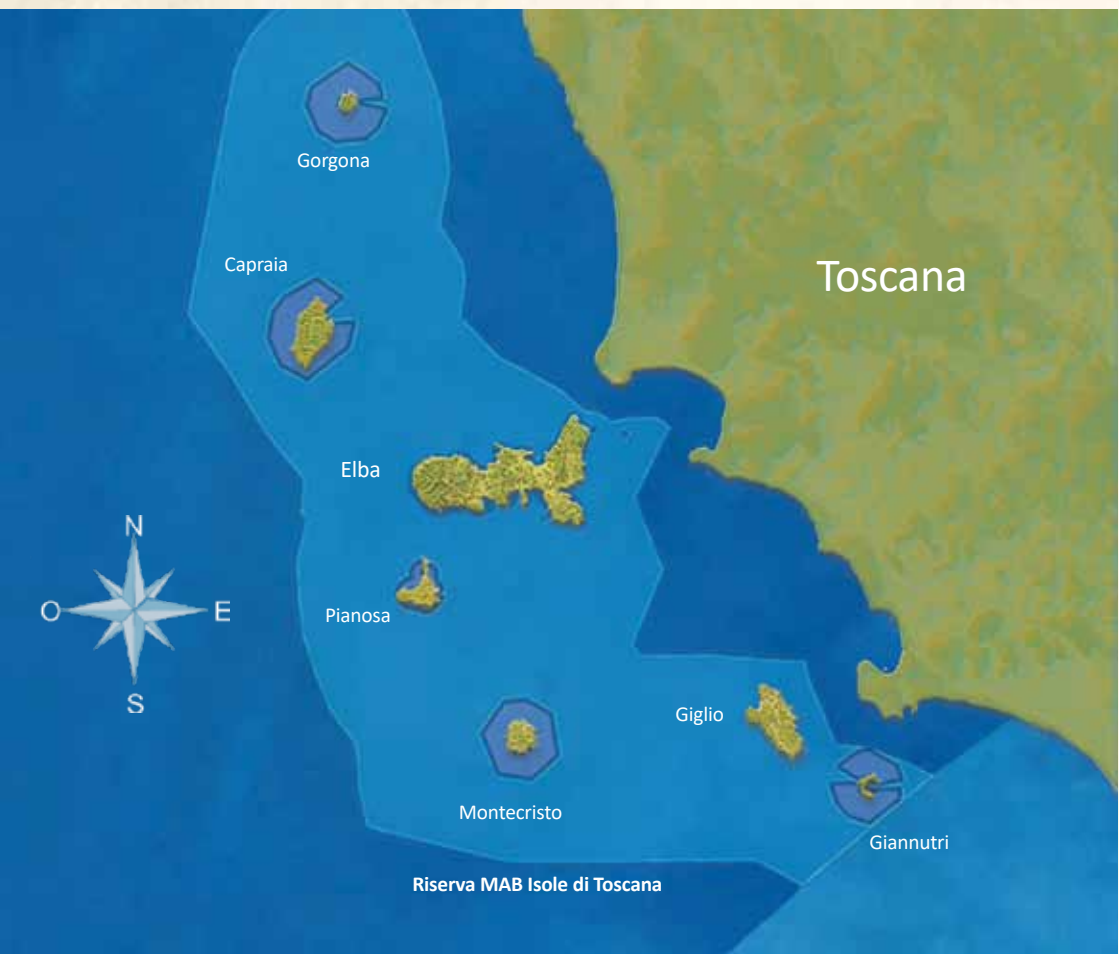 Gorgona
Capraia
Toscana
Elba
N
O
E
S
Pianosa
Giglio
Montecristo
Giannutri
Riserva MAB Isole di Toscana